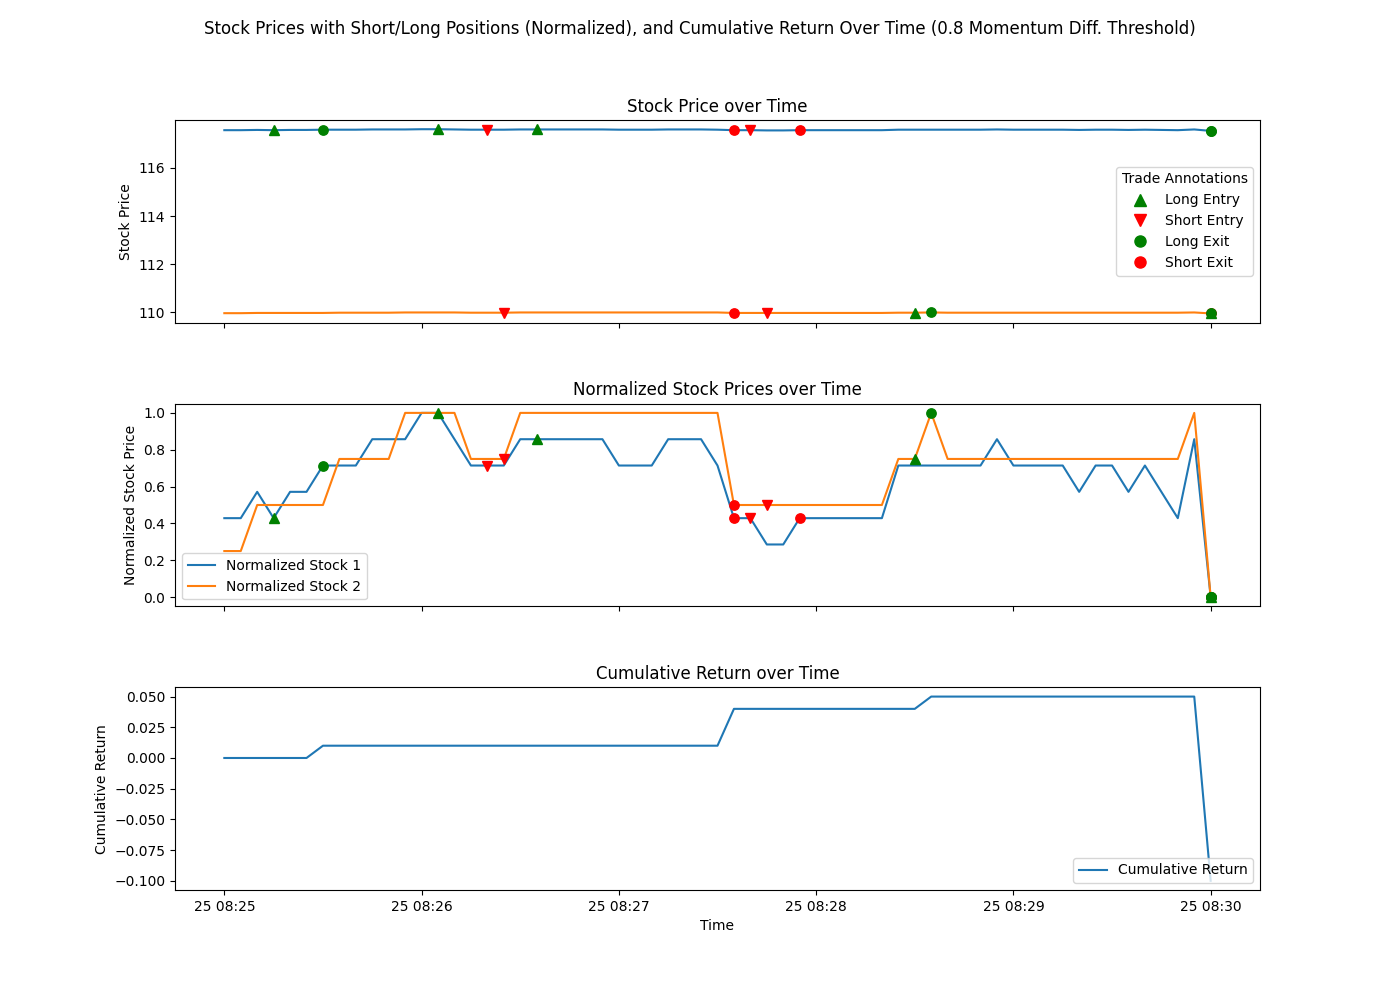 Stock Prices with Short/Long Positions (Normalized), and Cumulative Return Over Time (0.8 Momentum Diff. Threshold)
Stock Price over Time
Stock Price
116
114
112
110
Trade Annotations
Long Entry
Short Entry
Long Exit
Short Exit
Normalized Stock Prices over Time
Normalized Stock Price
1.0
0.8
0.6
0.4
0.2
0.0
Normalized Stock 1
Normalized Stock 2
Cumulative Return over Time
Cumulative Return
0.050
0.025
0.000
−0.025
−0.050
−0.075
−0.100
Cumulative Return
25 08:25
25 08:26
25 08:27
25 08:28
25 08:29
25 08:30
Time